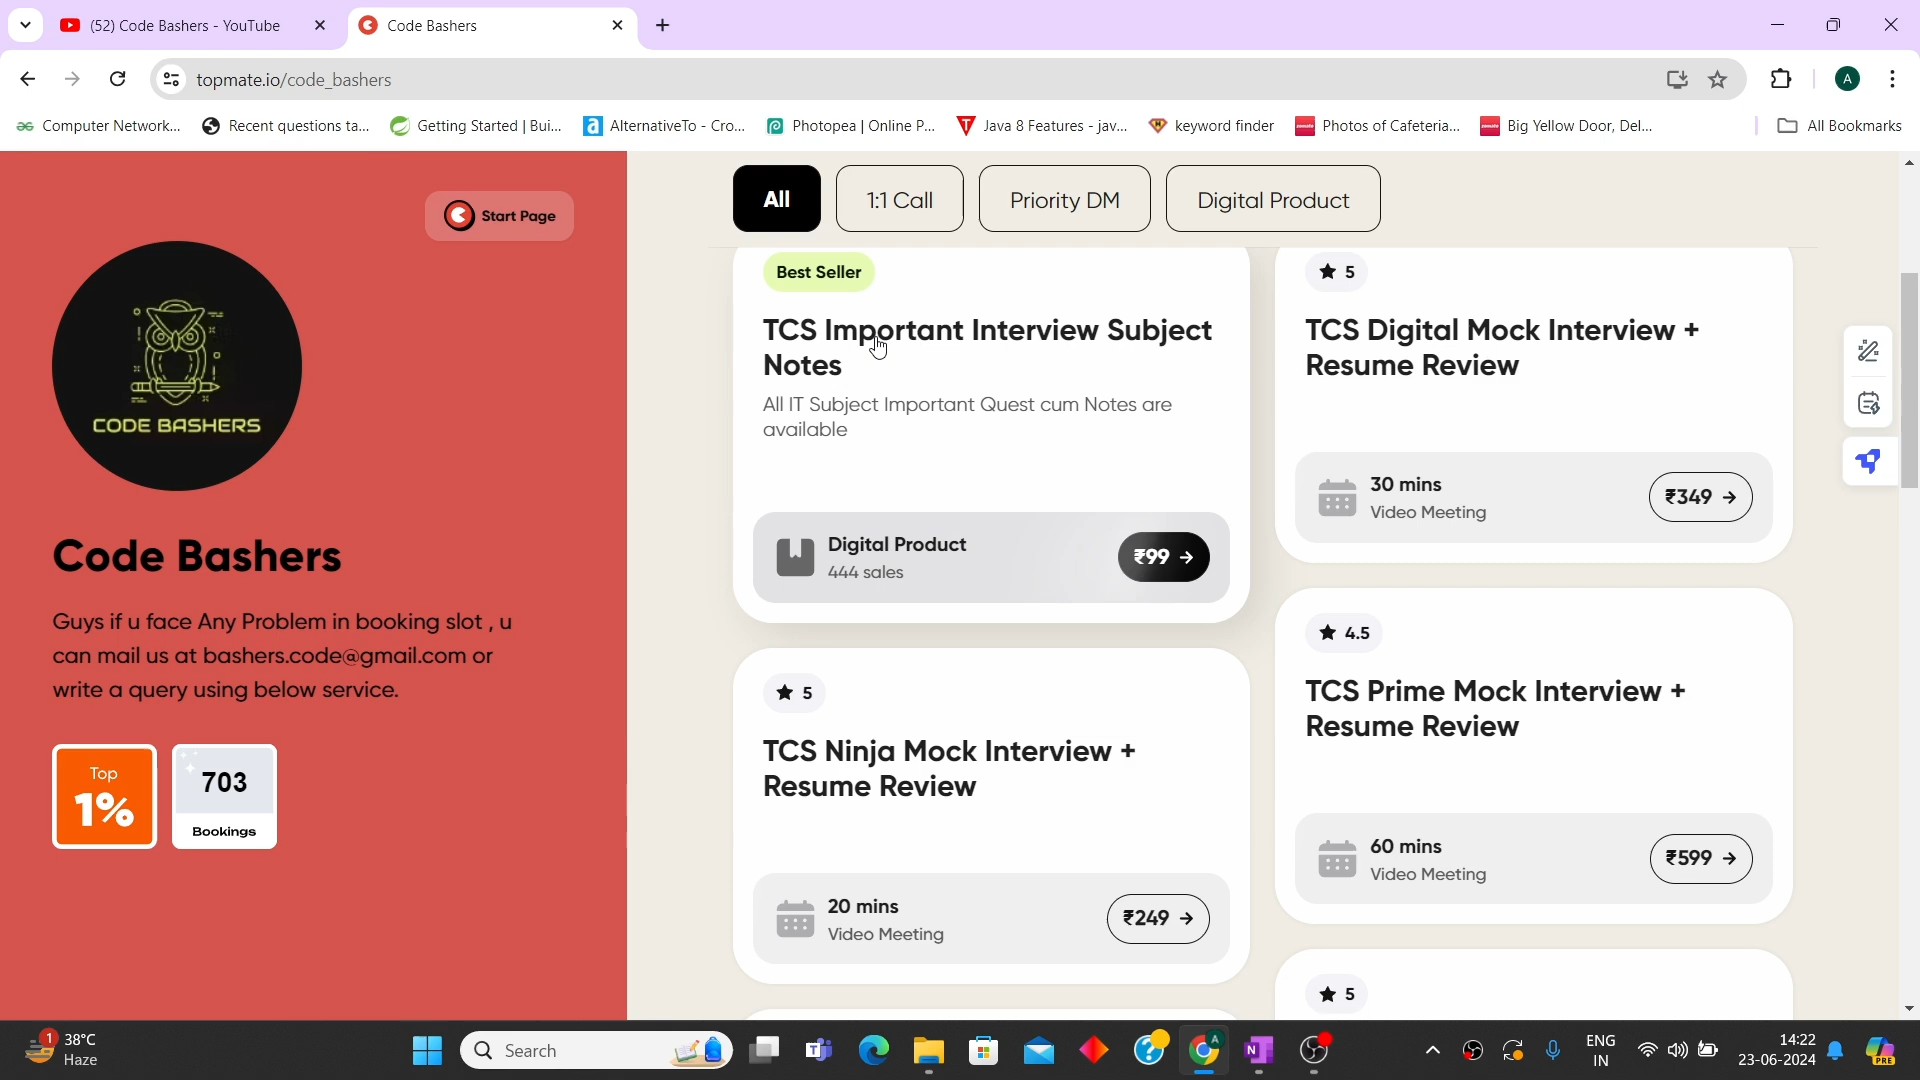 (52) Code Bashers - YouTube
Code Bashers
topmate.io/code_bashers
A
Computer Network...
Recent questions ta...
Getting Started | Bui...
AlternativeTo - Cro...
Photopea | Online P...
Java 8 Features - jav...
keyword finder
Photos of Cafeteria...
Big Yellow Door, Del...
All Bookmarks
Start Page
CODE BASHERS
Code Bashers
Guys if u face Any Problem in booking slot , u
can mail us at bashers.code@gmail.com or
write a query using below service.
Top
1%
703
Bookings
All
1:1 Call
Priority DM
Digital Product
Best Seller
TCS Important Interview Subject
Notes
All IT Subject Important Quest cum Notes are
available
Digital Product
444 sales
₹99 →
5
TCS Digital Mock Interview +
Resume Review
30 mins
Video Meeting
₹349 →
5
TCS Ninja Mock Interview +
Resume Review
20 mins
Video Meeting
₹249 →
4.5
TCS Prime Mock Interview +
Resume Review
60 mins
Video Meeting
₹599 →
5
1
38°C
Haze
Search
ENG
IN
14:22
23-06-2024
PRE